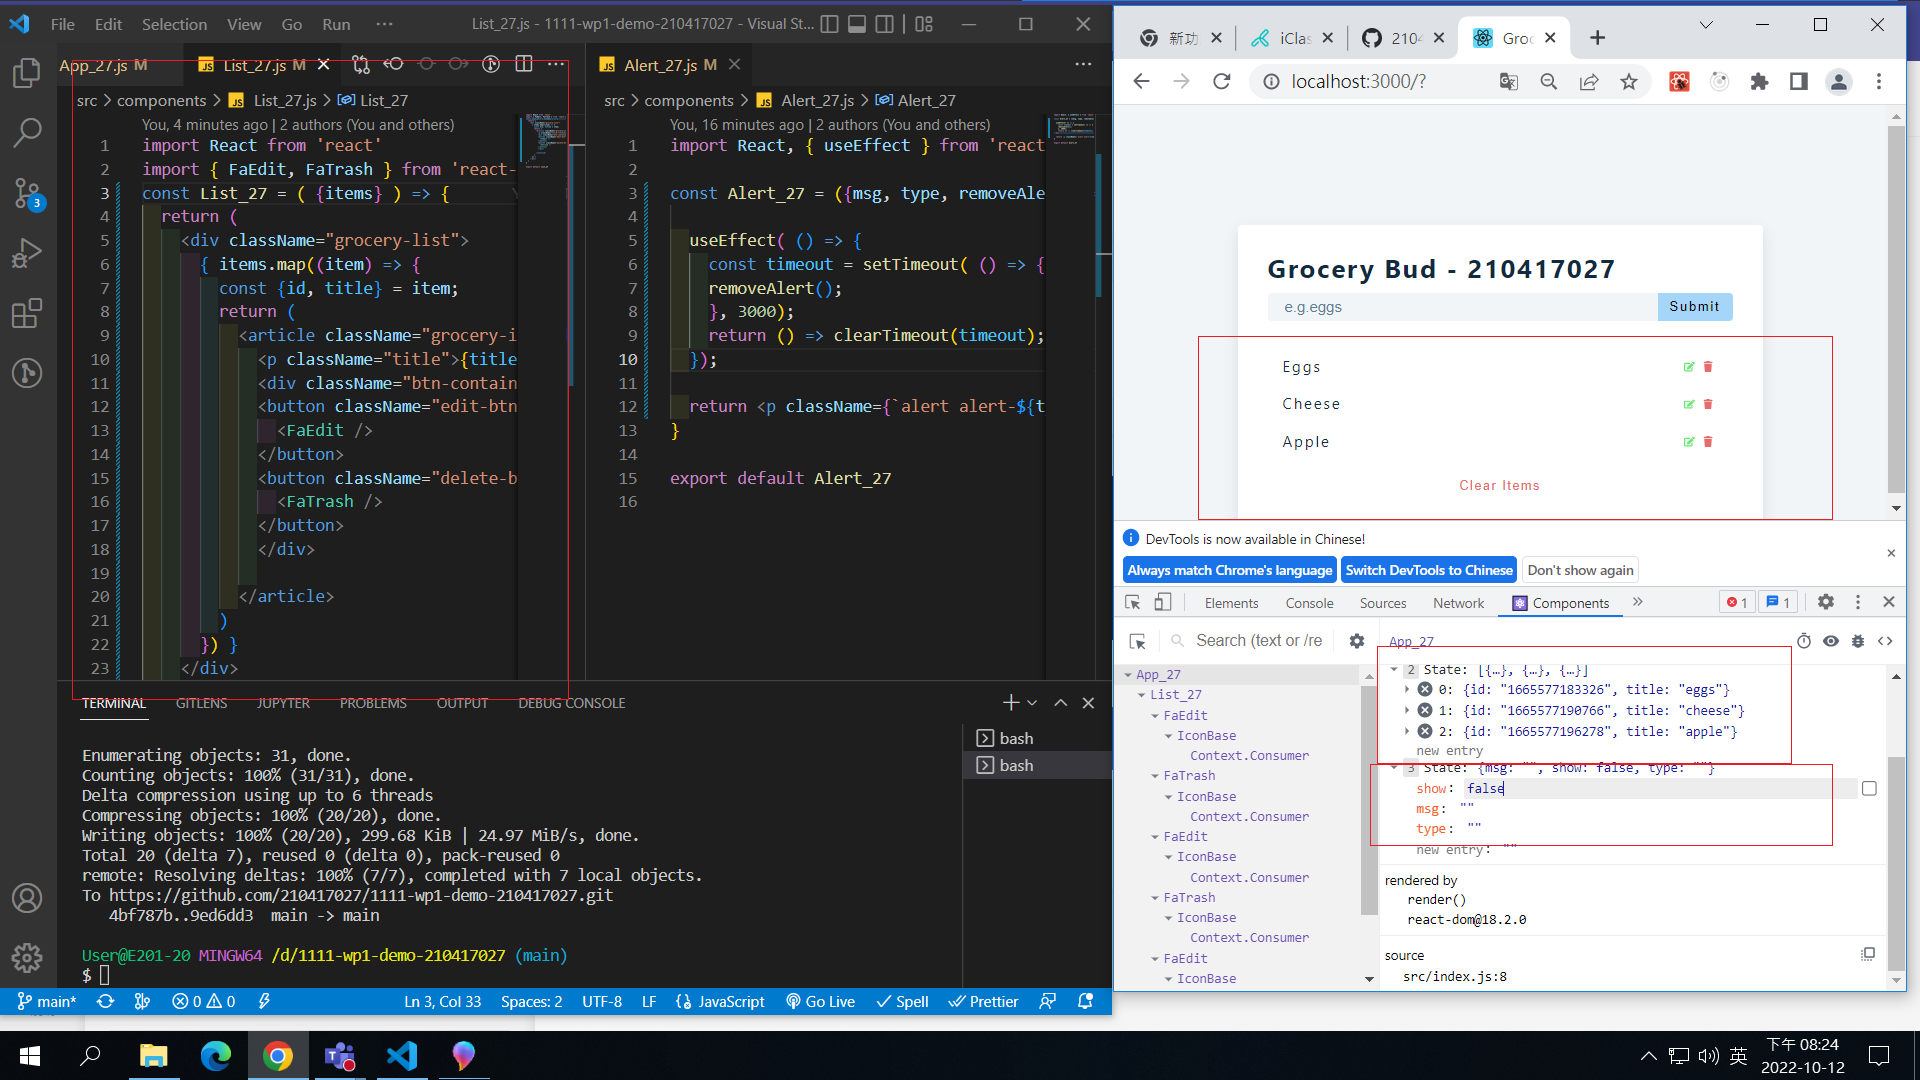 File Edit Selection View Go Run ··· List_27.js - 1111-wp1-demo-210417027 - Visual St...
App_27.js M List_27.js M
src > components > List_27.js > List_27
You, 4 minutes ago | 2 authors (You and others)
1 import React from 'react'
2 import { FaEdit, FaTrash } from 'react-
3 const List_27 = ( {items} ) => {
4 return (
5 <div className="grocery-list">
6 { items.map((item) => {
7 const {id, title} = item;
8 return (
9 <article className="grocery-i
10 <p className="title">{title
11 <div className="btn-contain
12 <button className="edit-btn
13 <FaEdit />
14 </button>
15 <button className="delete-b
16 <FaTrash />
17 </button>
18 </div>
19
20 </article>
21 )
22 }) }
23 </div>
Alert_27.js M
src > components > Alert_27.js > Alert_27
You, 16 minutes ago | 2 authors (You and others)
1 import React, { useEffect } from 'react
2
3 const Alert_27 = ({msg, type, removeAle
4
5 useEffect( () => {
6 const timeout = setTimeout( () => {
7 removeAlert();
8 }, 3000);
9 return () => clearTimeout(timeout);
10 });
11
12 return <p className={`alert alert-${t
13 }
14
15 export default Alert_27
16
TERMINAL GITLENS JUPYTER PROBLEMS OUTPUT DEBUG CONSOLE
Enumerating objects: 31, done.
Counting objects: 100% (31/31), done.
Delta compression using up to 6 threads
Compressing objects: 100% (20/20), done.
Writing objects: 100% (20/20), 299.68 KiB | 24.97 MiB/s, done.
Total 20 (delta 7), reused 0 (delta 0), pack-reused 0
remote: Resolving deltas: 100% (7/7), completed with 7 local objects.
To https://github.com/210417027/1111-wp1-demo-210417027.git
4bf787b..9ed6dd3 main -> main
User@E201-20 MINGW64 /d/1111-wp1-demo-210417027 (main)
$
bash
bash
3
main* 0 0 Ln 3, Col 33 Spaces: 2 UTF-8 LF JavaScript Go Live Spell Prettier
新功 iClas 2104 Groc
localhost:3000/?
Grocery Bud - 210417027
e.g.eggs Submit
Eggs
Cheese
Apple
Clear Items
DevTools is now available in Chinese!
Always match Chrome's language Switch DevTools to Chinese Don't show again
Elements Console Sources Network Components » 1 1
Search (text or /re
App_27
List_27
FaEdit
IconBase
Context.Consumer
FaTrash
IconBase
Context.Consumer
FaEdit
IconBase
Context.Consumer
FaTrash
IconBase
Context.Consumer
FaEdit
IconBase
App_27
2 State: [{…}, {…}, {…}]
0: {id: "1665577183326", title: "eggs"}
1: {id: "1665577190766", title: "cheese"}
2: {id: "1665577196278", title: "apple"}
new entry
3 State: {msg: "", show: false, type: ""}
show: false
msg: ""
type: ""
new entry: ""
rendered by
render()
react-dom@18.2.0
source
src/index.js:8
英
下午 08:24
2022-10-12